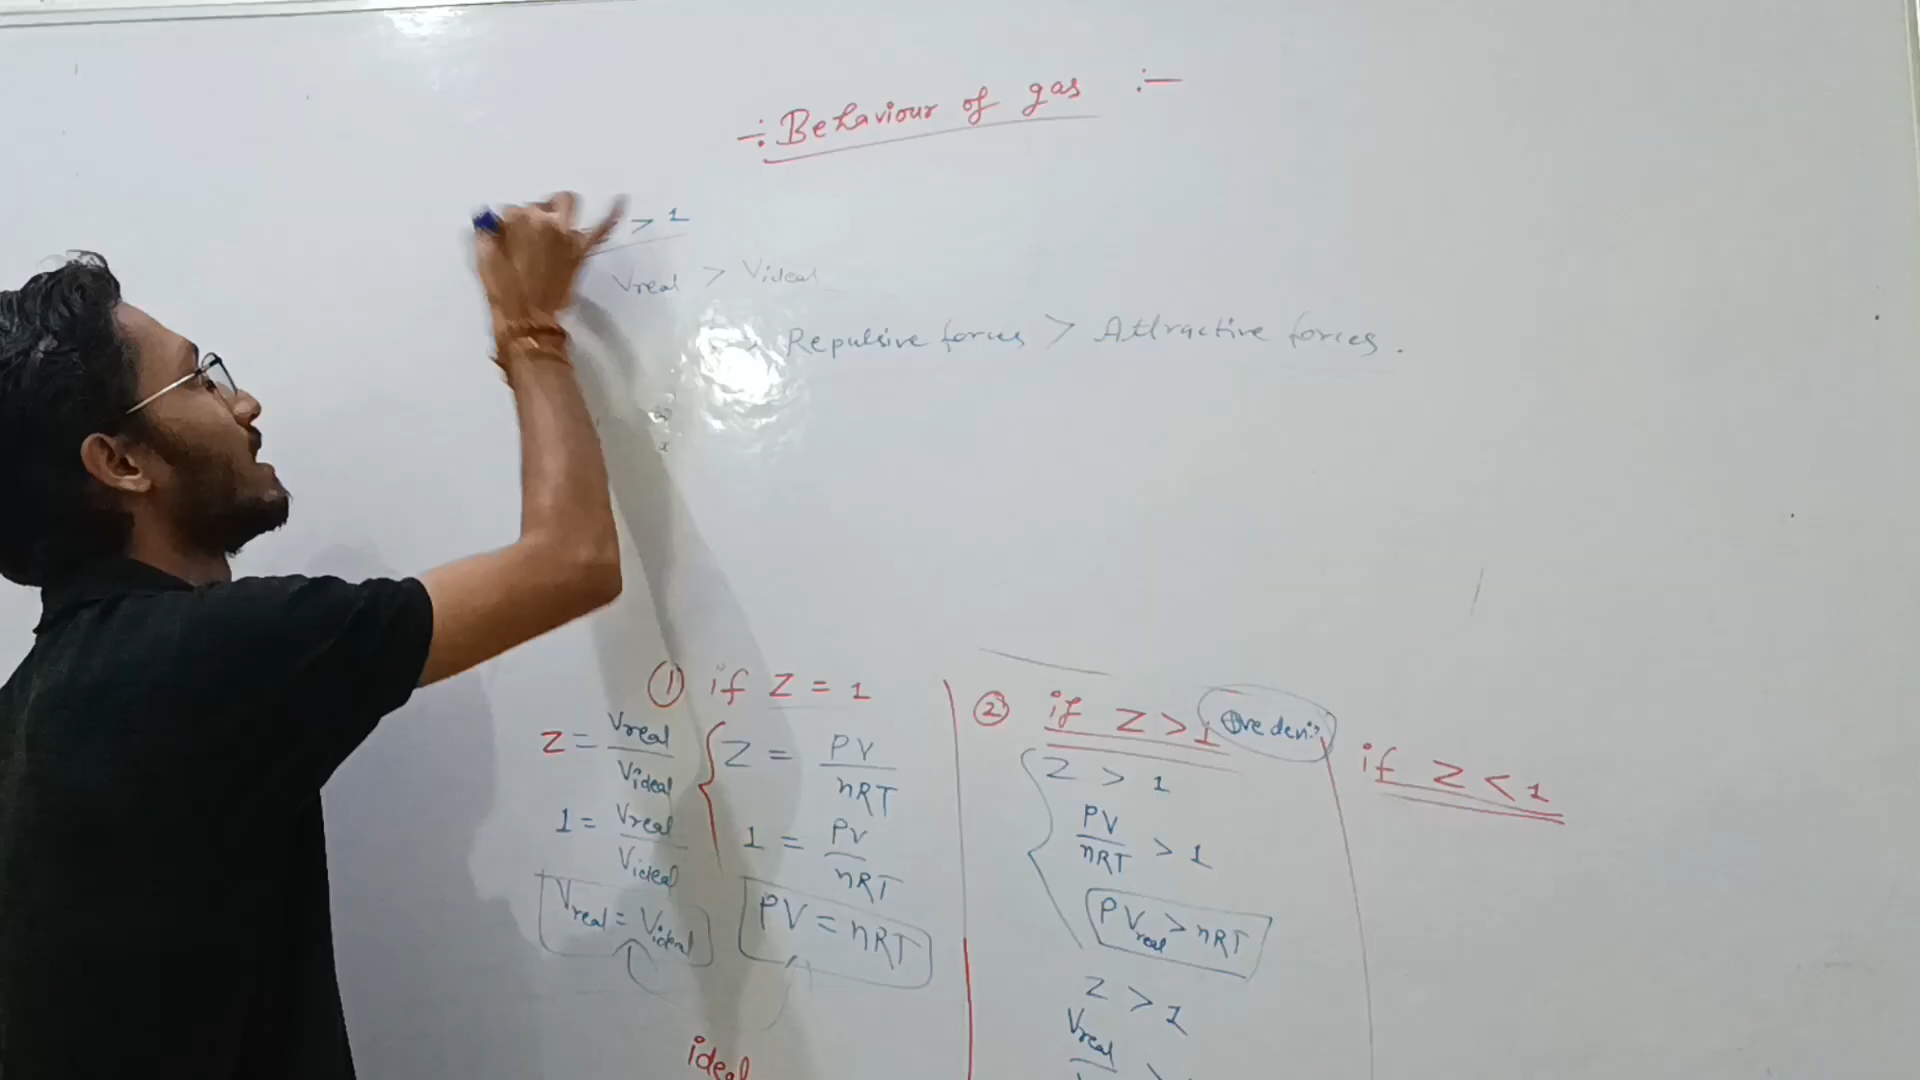 ÷ Behaviour of gas :-
> 1
Vreal > Videal
Repulsive forces > Attractive forces.
① if Z = 1
Z = Vreal / Videal
1 = Vreal / Videal
Vreal = Videal
Z = PV / nRT
1 = PV / nRT
PV = nRT
ideal
② if Z > 1 ⊕ve
Z > 1
PV / nRT > 1
PVreal > nRT
Z > 1
Vreal
if Z < 1